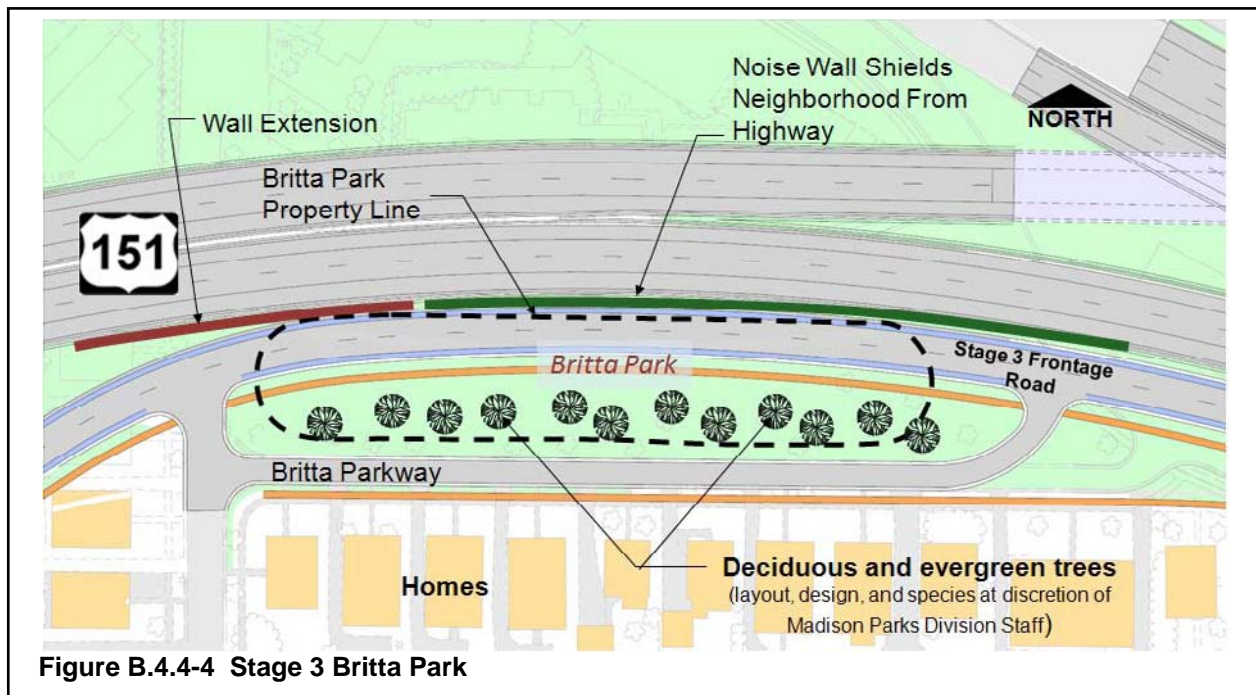 Noise Wall Shields
Neighborhood From
Highway
NORTH
Wall Extension
Britta Park
Property Line
151
Britta Park
Stage 3 Frontage
Road
Britta Parkway
Homes
Deciduous and evergreen trees
(layout, design, and species at discretion of
Madison Parks Division Staff)
Figure B.4.4-4 Stage 3 Britta Park